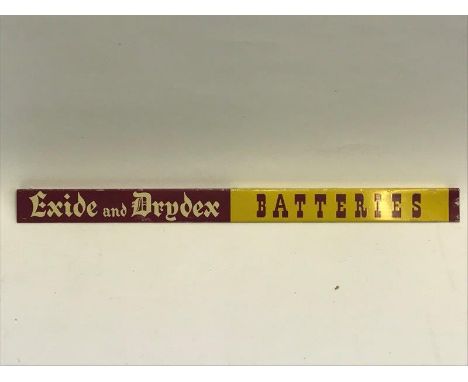 Exide and Drydex BATTERIES